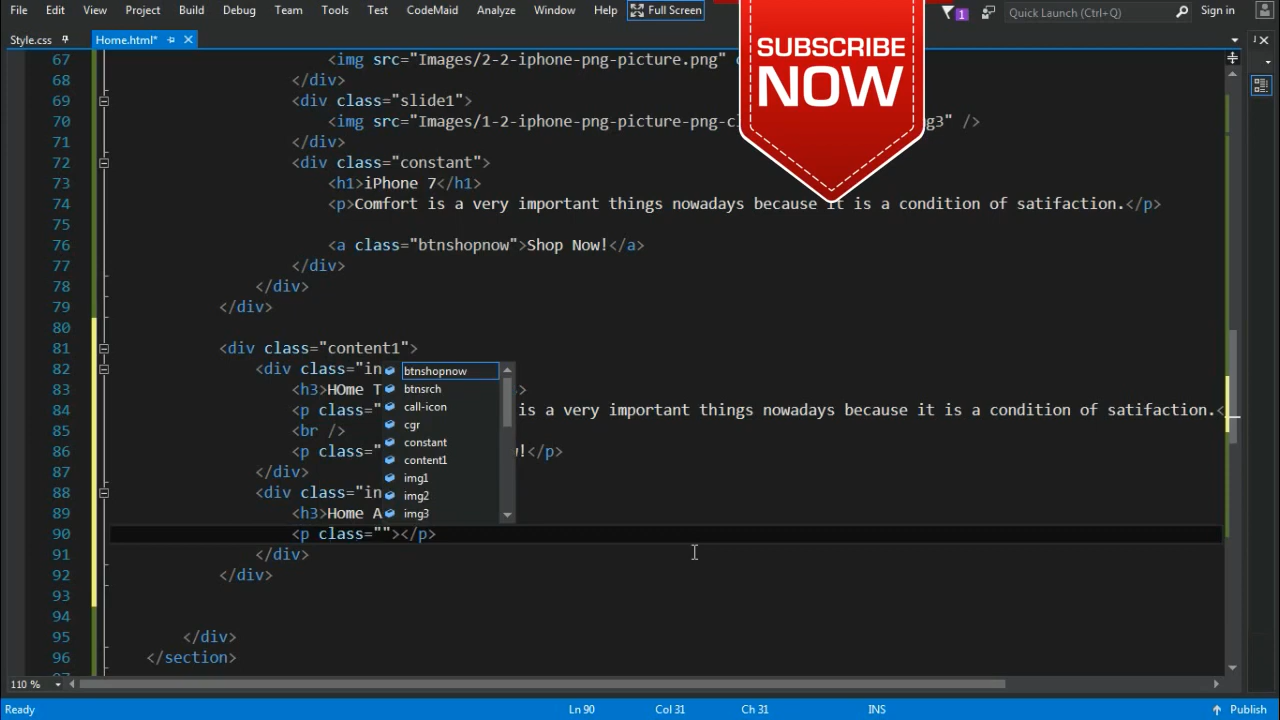 File Edit View Project Build Debug Team Tools Test CodeMaid Analyze Window Help Full Screen 1 Quick Launch (Ctrl+Q) Sign in
Style.css Home.html*
SUBSCRIBE
NOW
67 <img src="Images/2-2-iphone-png-picture.png"
68 </div>
69 <div class="slide1">
70 <img src="Images/1-2-iphone-png-picture-png-c g3" />
71 </div>
72 <div class="constant">
73 <h1>iPhone 7</h1>
74 <p>Comfort is a very important things nowadays because it is a condition of satifaction.</p>
75
76 <a class="btnshopnow">Shop Now!</a>
77 </div>
78 </div>
79 </div>
80
81 <div class="content1">
82 <div class="in
83 <h3>HOme T >
84 <p class=" is a very important things nowadays because it is a condition of satifaction.<
85 <br />
86 <p class=" !</p>
87 </div>
88 <div class="in
89 <h3>Home A
90 <p class=""></p>
91 </div>
92 </div>
93
94
95 </div>
96 </section>
btnshopnow
btnsrch
call-icon
cgr
constant
content1
img1
img2
img3
110 %
Ready Ln 90 Col 31 Ch 31 INS Publish